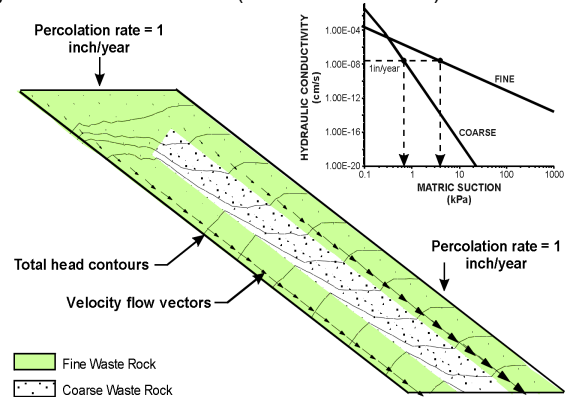 Percolation rate = 1
inch/year
HYDRAULIC CONDUCTIVITY
(cm/s)
1.00E-04
1.00E-08
1.00E-12
1.00E-16
1.00E-20
1in/year
FINE
COARSE
0.1
1
10
100
1000
MATRIC SUCTION
(kPa)
Percolation rate = 1
inch/year
Total head contours
Velocity flow vectors
Fine Waste Rock
Coarse Waste Rock